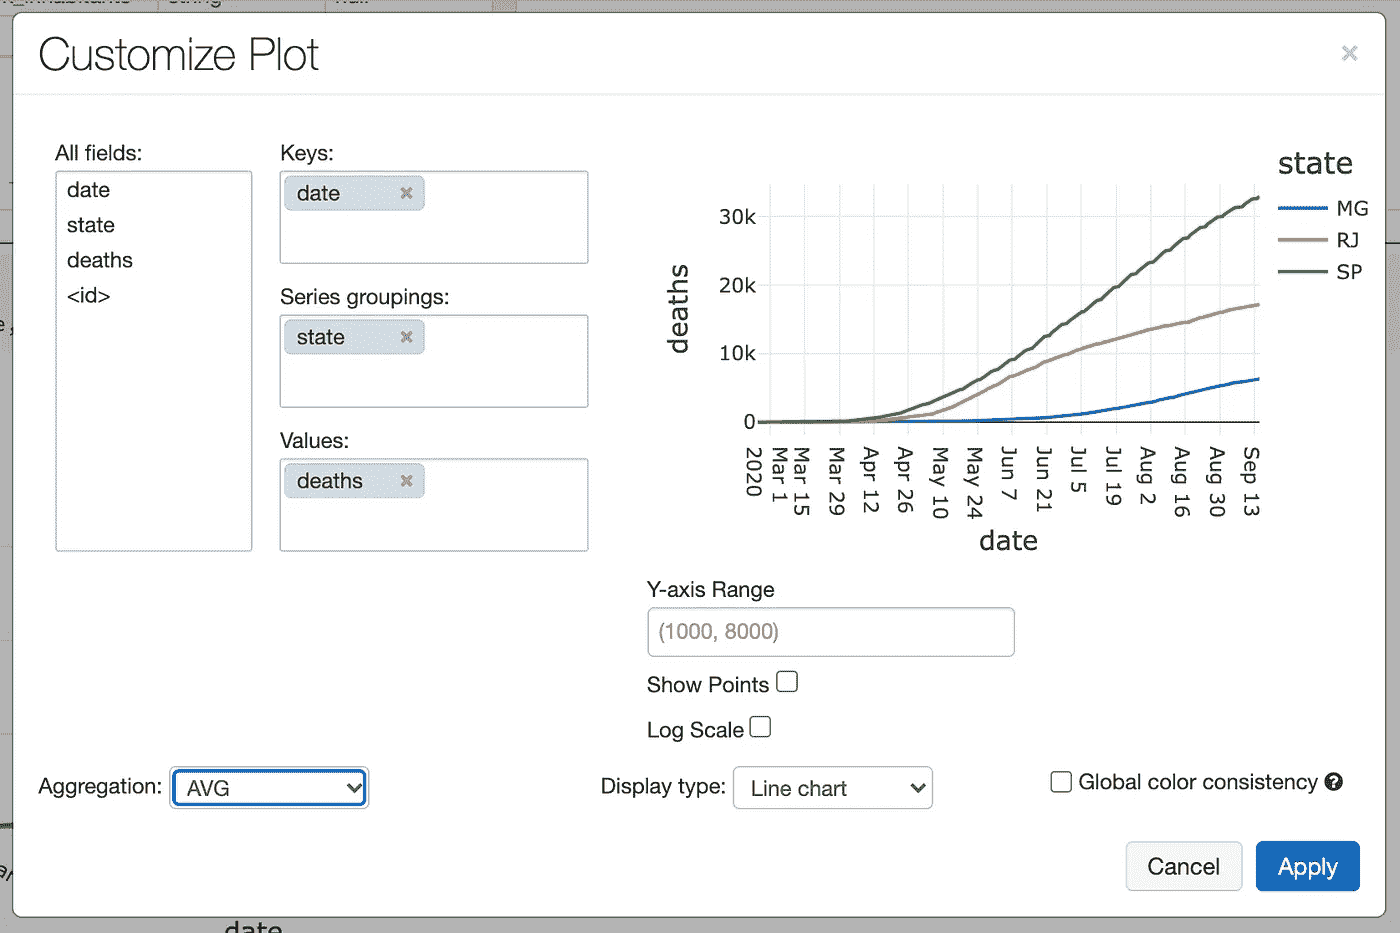 string
null
Customize Plot
×
All fields:
date
state
deaths
<id>
Keys:
date ×
Series groupings:
state ×
Values:
deaths ×
state
MG
RJ
SP
deaths
30k
20k
10k
0
2020
Mar 1
Mar 15
Mar 29
Apr 12
Apr 26
May 10
May 24
Jun 7
Jun 21
Jul 5
Jul 19
Aug 2
Aug 16
Aug 30
Sep 13
date
Y-axis Range
(1000, 8000)
Show Points
Log Scale
Aggregation: AVG
Display type: Line chart
Global color consistency ?
Cancel
Apply
date